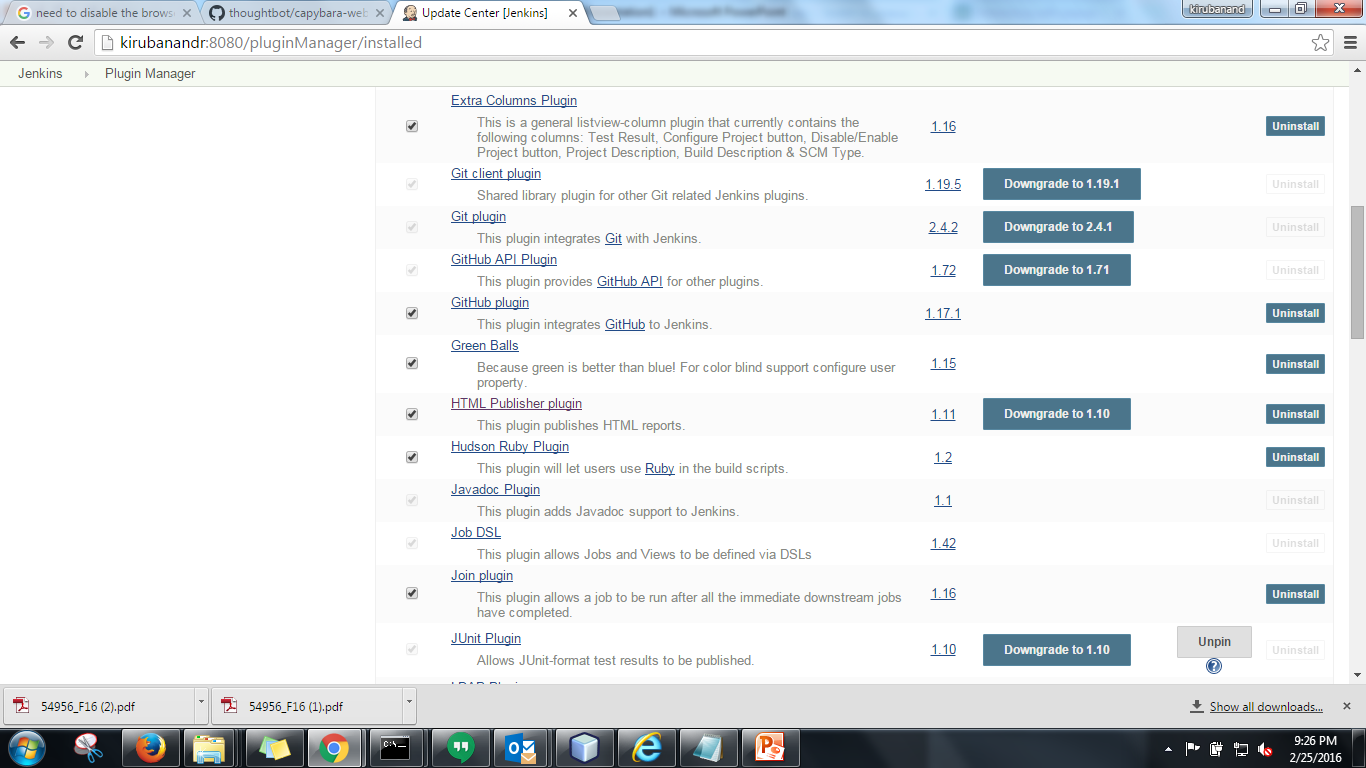 need to disable the brows
thoughtbot/capybara-web
Update Center [Jenkins]
Microsoft PowerPoint
kirubanand
kirubanandr:8080/pluginManager/installed
Jenkins
Plugin Manager
Extra Columns Plugin
This is a general listview-column plugin that currently contains the
following columns: Test Result, Configure Project button, Disable/Enable
Project button, Project Description, Build Description & SCM Type.
1.16
Uninstall
Git client plugin
Shared library plugin for other Git related Jenkins plugins.
1.19.5
Downgrade to 1.19.1
Uninstall
Git plugin
This plugin integrates Git with Jenkins.
2.4.2
Downgrade to 2.4.1
Uninstall
GitHub API Plugin
This plugin provides GitHub API for other plugins.
1.72
Downgrade to 1.71
Uninstall
GitHub plugin
This plugin integrates GitHub to Jenkins.
1.17.1
Uninstall
Green Balls
Because green is better than blue! For color blind support configure user
property.
1.15
Uninstall
HTML Publisher plugin
This plugin publishes HTML reports.
1.11
Downgrade to 1.10
Uninstall
Hudson Ruby Plugin
This plugin will let users use Ruby in the build scripts.
1.2
Uninstall
Javadoc Plugin
This plugin adds Javadoc support to Jenkins.
1.1
Uninstall
Job DSL
This plugin allows Jobs and Views to be defined via DSLs
1.42
Uninstall
Join plugin
This plugin allows a job to be run after all the immediate downstream jobs
have completed.
1.16
Uninstall
JUnit Plugin
Allows JUnit-format test results to be published.
1.10
Downgrade to 1.10
Unpin
Uninstall
54956_F16 (2).pdf
54956_F16 (1).pdf
Show all downloads...
9:26 PM
2/25/2016